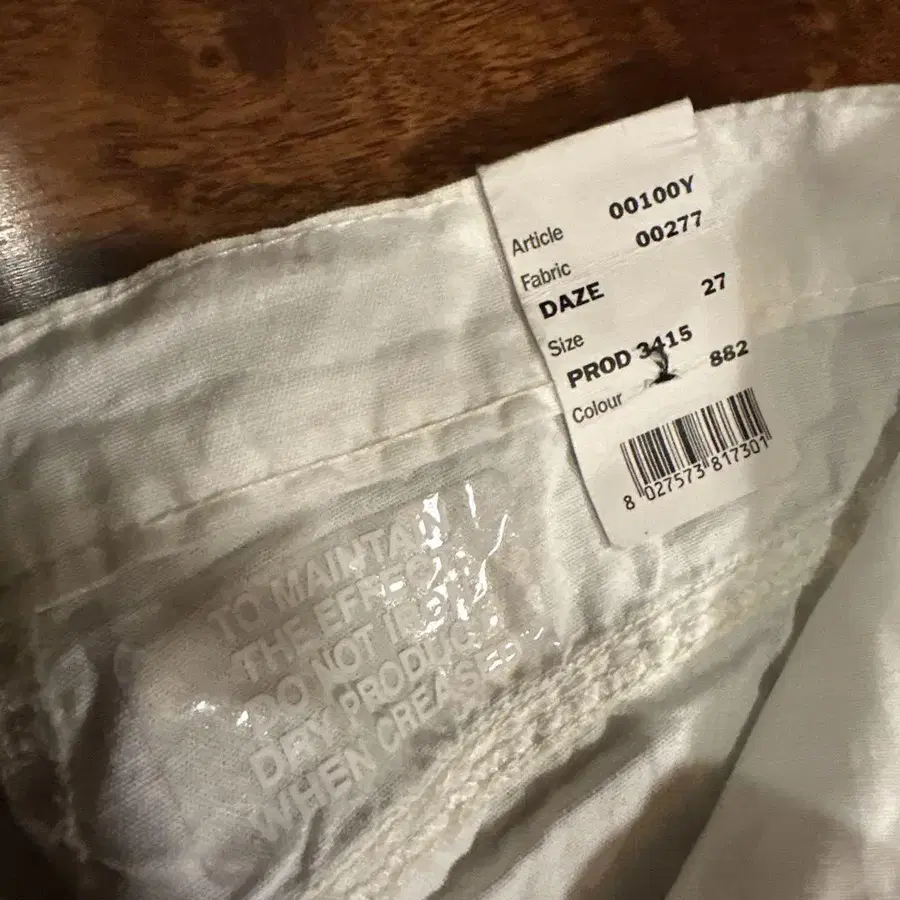 Article 00100Y
Fabric 00277
DAZE
Size 27
PROD 3415
Colour 882
8 027573 817301
TO MAINTAIN
THE EFFECT
DO NOT
DRY PRODUCT
WHEN CREASED